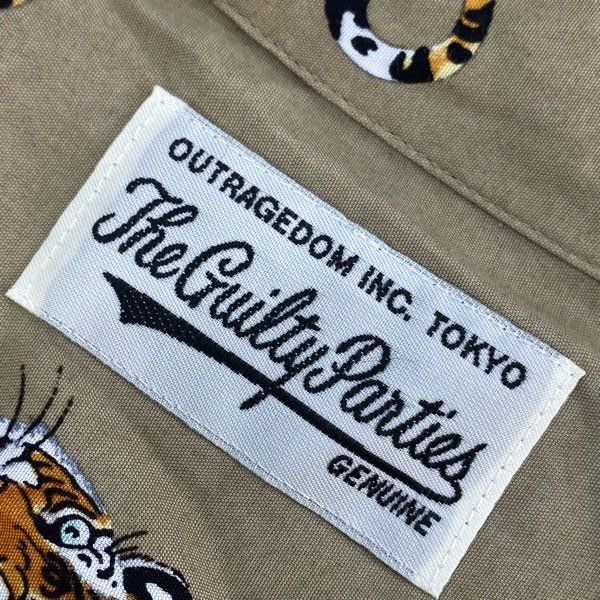 OUTRAGEDOM INC. TOKYO
The Guilty Parties
GENUINE